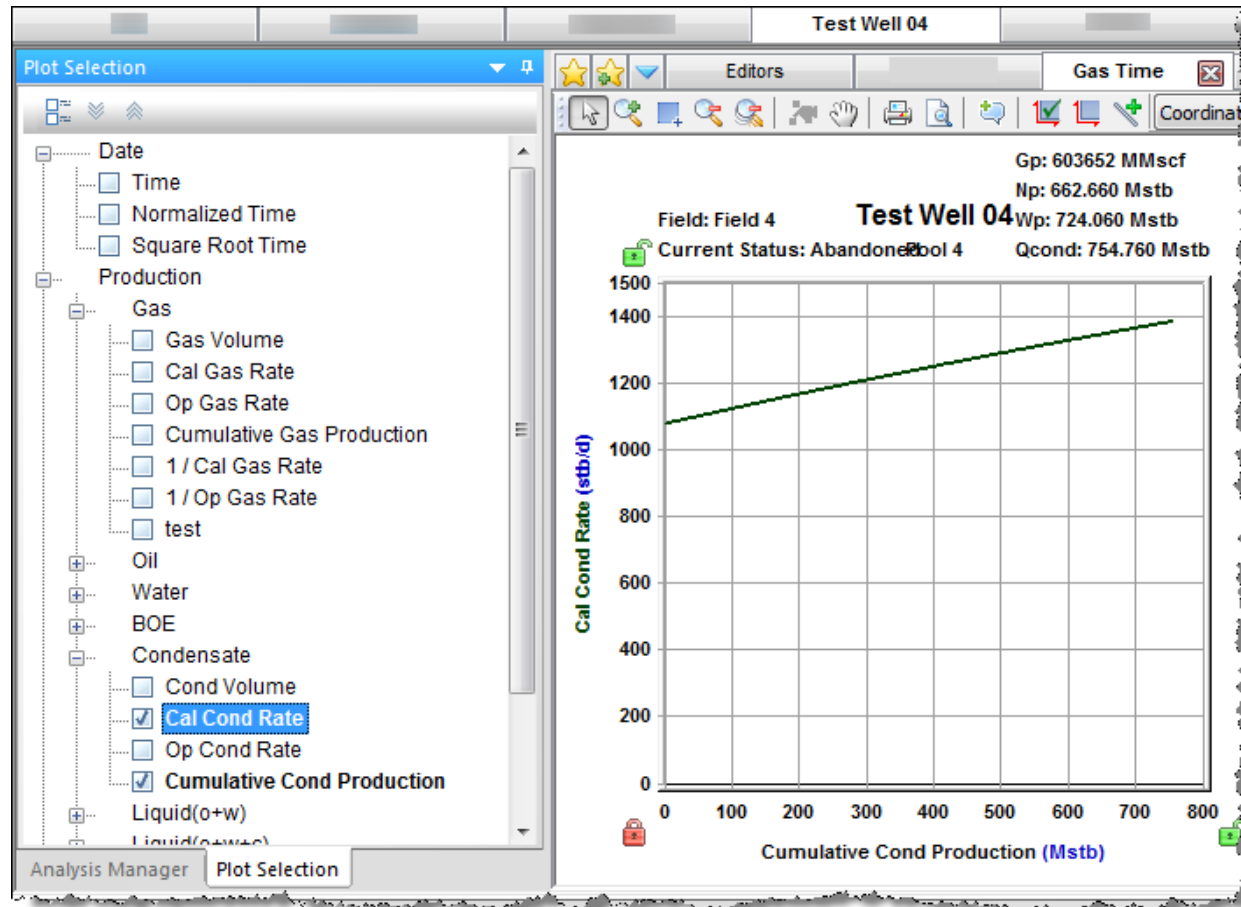 Test Well 04
Plot Selection
Date
Time
Normalized Time
Square Root Time
Production
Gas
Gas Volume
Cal Gas Rate
Op Gas Rate
Cumulative Gas Production
1 / Cal Gas Rate
1 / Op Gas Rate
test
Oil
Water
BOE
Condensate
Cond Volume
Cal Cond Rate
Op Cond Rate
Cumulative Cond Production
Liquid(o+w)
Liquid(o+w+c)
Analysis Manager
Plot Selection
Editors
Gas Time
Coordinat
Gp: 603652 MMscf
Np: 662.660 Mstb
Field: Field 4
Test Well 04
Wp: 724.060 Mstb
Current Status: Abandoned
Pool 4
Qcond: 754.760 Mstb
1500
1400
1200
1000
800
600
400
200
0
Cal Cond Rate (stb/d)
0 100 200 300 400 500 600 700 800
Cumulative Cond Production (Mstb)